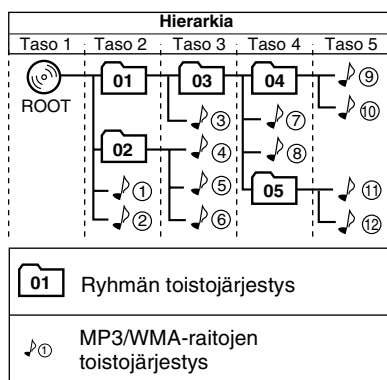 Hierarkia
Taso 1 Taso 2 Taso 3 Taso 4 Taso 5
01 03 04 ⑨
ROOT ⑩
③ ⑦
02 ④ ⑧
① ⑤ 05 ⑪
② ⑥ ⑫
01 Ryhmän toistojärjestys
① MP3/WMA-raitojen
toistojärjestys